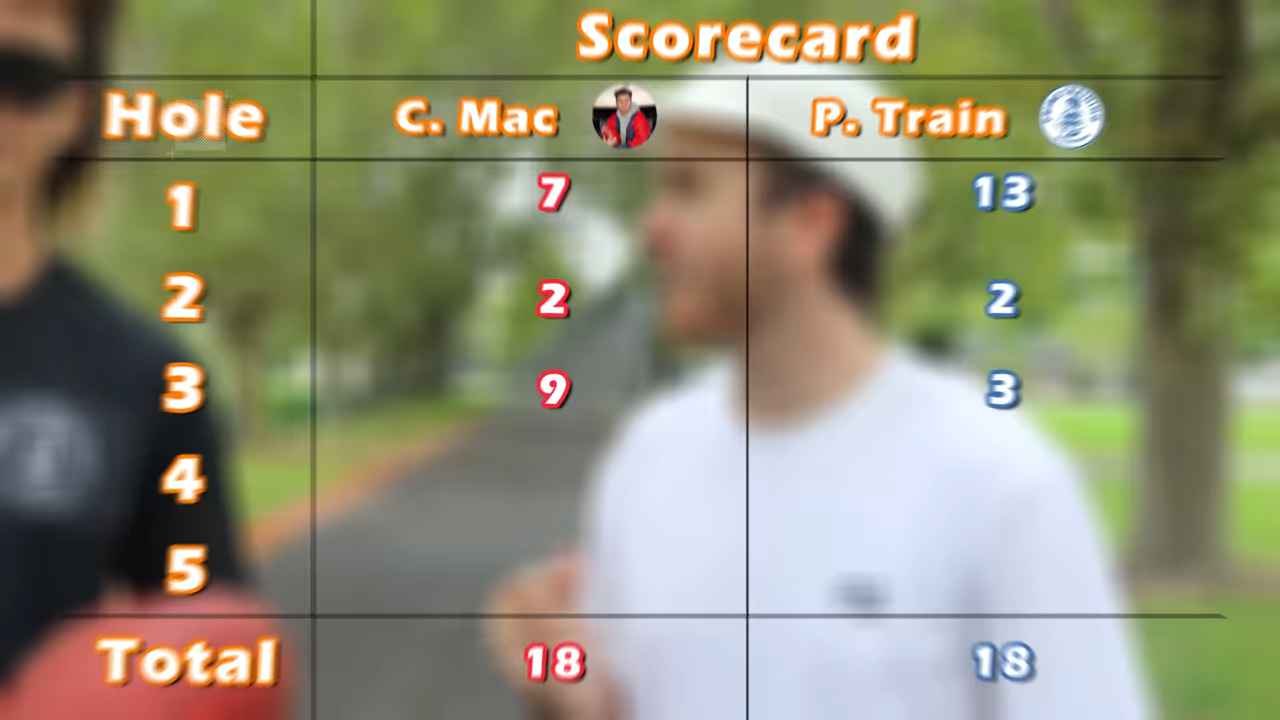 Scorecard
Hole C. Mac P. Train
1 7 13
2 2 2
3 9 3
4
5
Total 18 18